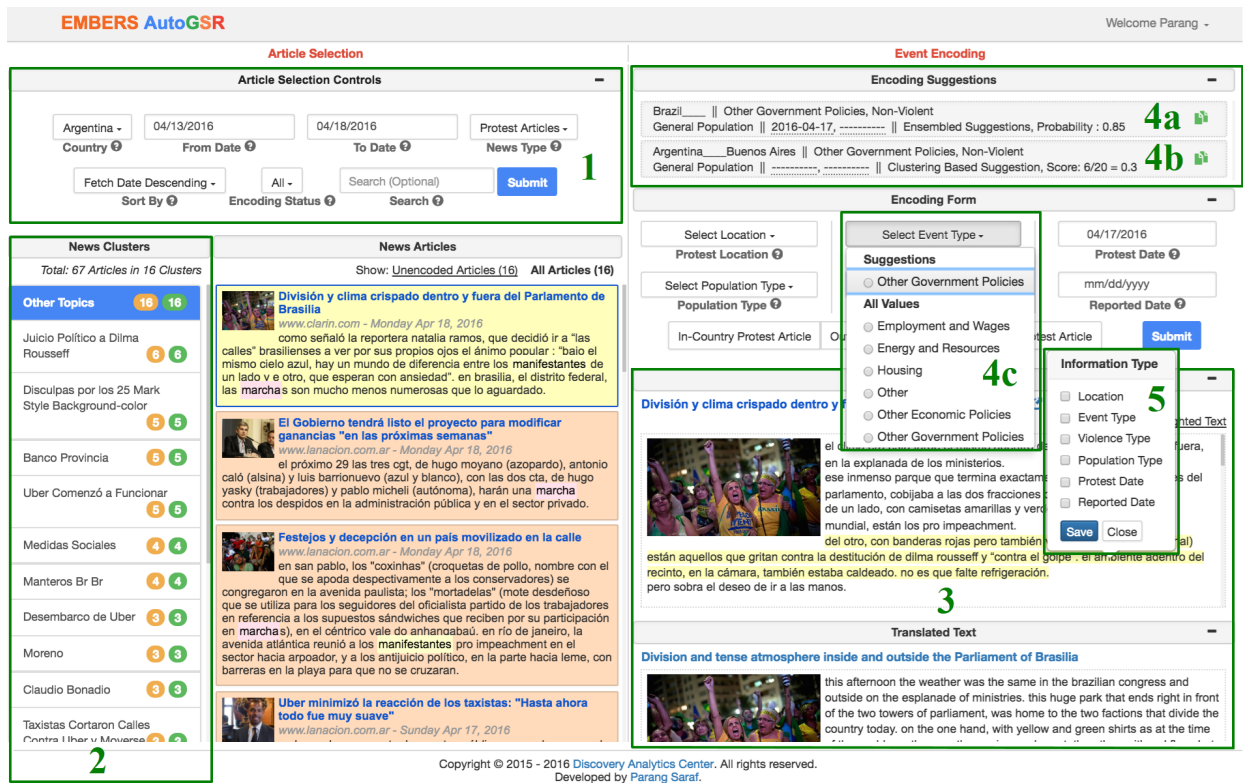 EMBERS AutoGSR
Welcome Parang
Article Selection
Event Encoding
Article Selection Controls
Argentina
04/13/2016
04/18/2016
Protest Articles
Country
From Date
To Date
News Type
1
Fetch Date Descending
All
Search (Optional)
Submit
Sort By
Encoding Status
Search
News Clusters
Total: 67 Articles in 16 Clusters
Other Topics 16 16
Juicio Político a Dilma
Rousseff 6 6
Disculpas por los 25 Mark
Style Background-color
5 5
Banco Provincia 5 5
Uber Comenzó a Funcionar
5 5
Medidas Sociales 4 4
Manteros Br Br 4 4
Desembarco de Uber 3 3
Moreno 3 3
Claudio Bonadio 3 3
Taxistas Cortaron Calles
Contra Uber y Moverse
2
News Articles
Show: Unencoded Articles (16) All Articles (16)
División y clima crispado dentro y fuera del Parlamento de
Brasilia
www.clarin.com - Monday Apr 18, 2016
como señaló la reportera natalia ramos, que decidió ir a "las
calles" brasilienses a ver por sus propios ojos el ánimo popular : "bajo el
mismo cielo azul, hay un mundo de diferencia entre los manifestantes de
un lado y e otro, que esperan con ansiedad". en brasilia, el distrito federal,
las marchas son mucho menos numerosas que lo aguardado.
El Gobierno tendrá listo el proyecto para modificar
ganancias "en las próximas semanas"
www.lanacion.com.ar - Monday Apr 18, 2016
el próximo 29 las tres cgt, de hugo moyano (azopardo), antonio
caló (alsina) y luis barrionuevo (azul y blanco), con las dos cta, de hugo
yasky (trabajadores) y pablo micheli (autónoma), harán una marcha
contra los despidos en la administración pública y en el sector privado.
Festejos y decepción en un país movilizado en la calle
www.lanacion.com.ar - Monday Apr 18, 2016
en san pablo, los "coxinhas" (croquetas de pollo, nombre con el
que se apoda despectivamente a los conservadores) se
congregaron en la avenida paulista; los "mortadelas" (mote desdeñoso
que se utiliza para los seguidores del oficialista partido de los trabajadores
en referencia a los supuestos sándwiches que reciben por su participación
en marchas), en el céntrico vale do anhangabaú. en río de janeiro, la
avenida atlántica reunió a los manifestantes pro impeachment en el
sector hacia arpoador, y a los antijuicio político, en la parte hacia leme, con
barreras en la playa para que no se cruzaran.
Uber minimizó la reacción de los taxistas: "Hasta ahora
todo fue muy suave"
www.lanacion.com.ar - Sunday Apr 17, 2016
Encoding Suggestions
Brazil____ || Other Government Policies, Non-Violent
General Population || 2016-04-17, ---------- || Ensembled Suggestions, Probability : 0.85
4a
Argentina____Buenos Aires || Other Government Policies, Non-Violent
General Population || ----------, ---------- || Clustering Based Suggestion, Score: 6/20 = 0.3
4b
Encoding Form
Select Location
Select Event Type
04/17/2016
Protest Location
Protest Date
Select Population Type
mm/dd/yyyy
Population Type
Reported Date
In-Country Protest Article
Submit
Suggestions
Other Government Policies
All Values
Employment and Wages
Energy and Resources
Housing
Other
Other Economic Policies
Other Government Policies
4c
Information Type
Location
Event Type
Violence Type
Population Type
Protest Date
Reported Date
Save Close
5
División y clima crispado dentro y
en la explanada de los ministerios.
ese inmenso parque que termina
parlamento, cobijaba a las dos fracciones
de un lado, con camisetas amarillas y
mundial, están los pro impeachment.
del otro, con banderas rojas pero también
están aquellos que gritan contra la destitución de dilma rousseff y "contra el golpe". el ambiente adentro del
recinto, en la cámara, también estaba caldeado. no es que falte refrigeración.
pero sobra el deseo de ir a las manos.
3
Translated Text
Division and tense atmosphere inside and outside the Parliament of Brasilia
this afternoon the weather was the same in the brazilian congress and
outside on the esplanade of ministries. this huge park that ends right in front
of the two towers of parliament, was home to the two factions that divide the
country today. on the one hand, with yellow and green shirts as at the time
Copyright © 2015 - 2016 Discovery Analytics Center. All rights reserved.
Developed by Parang Saraf.